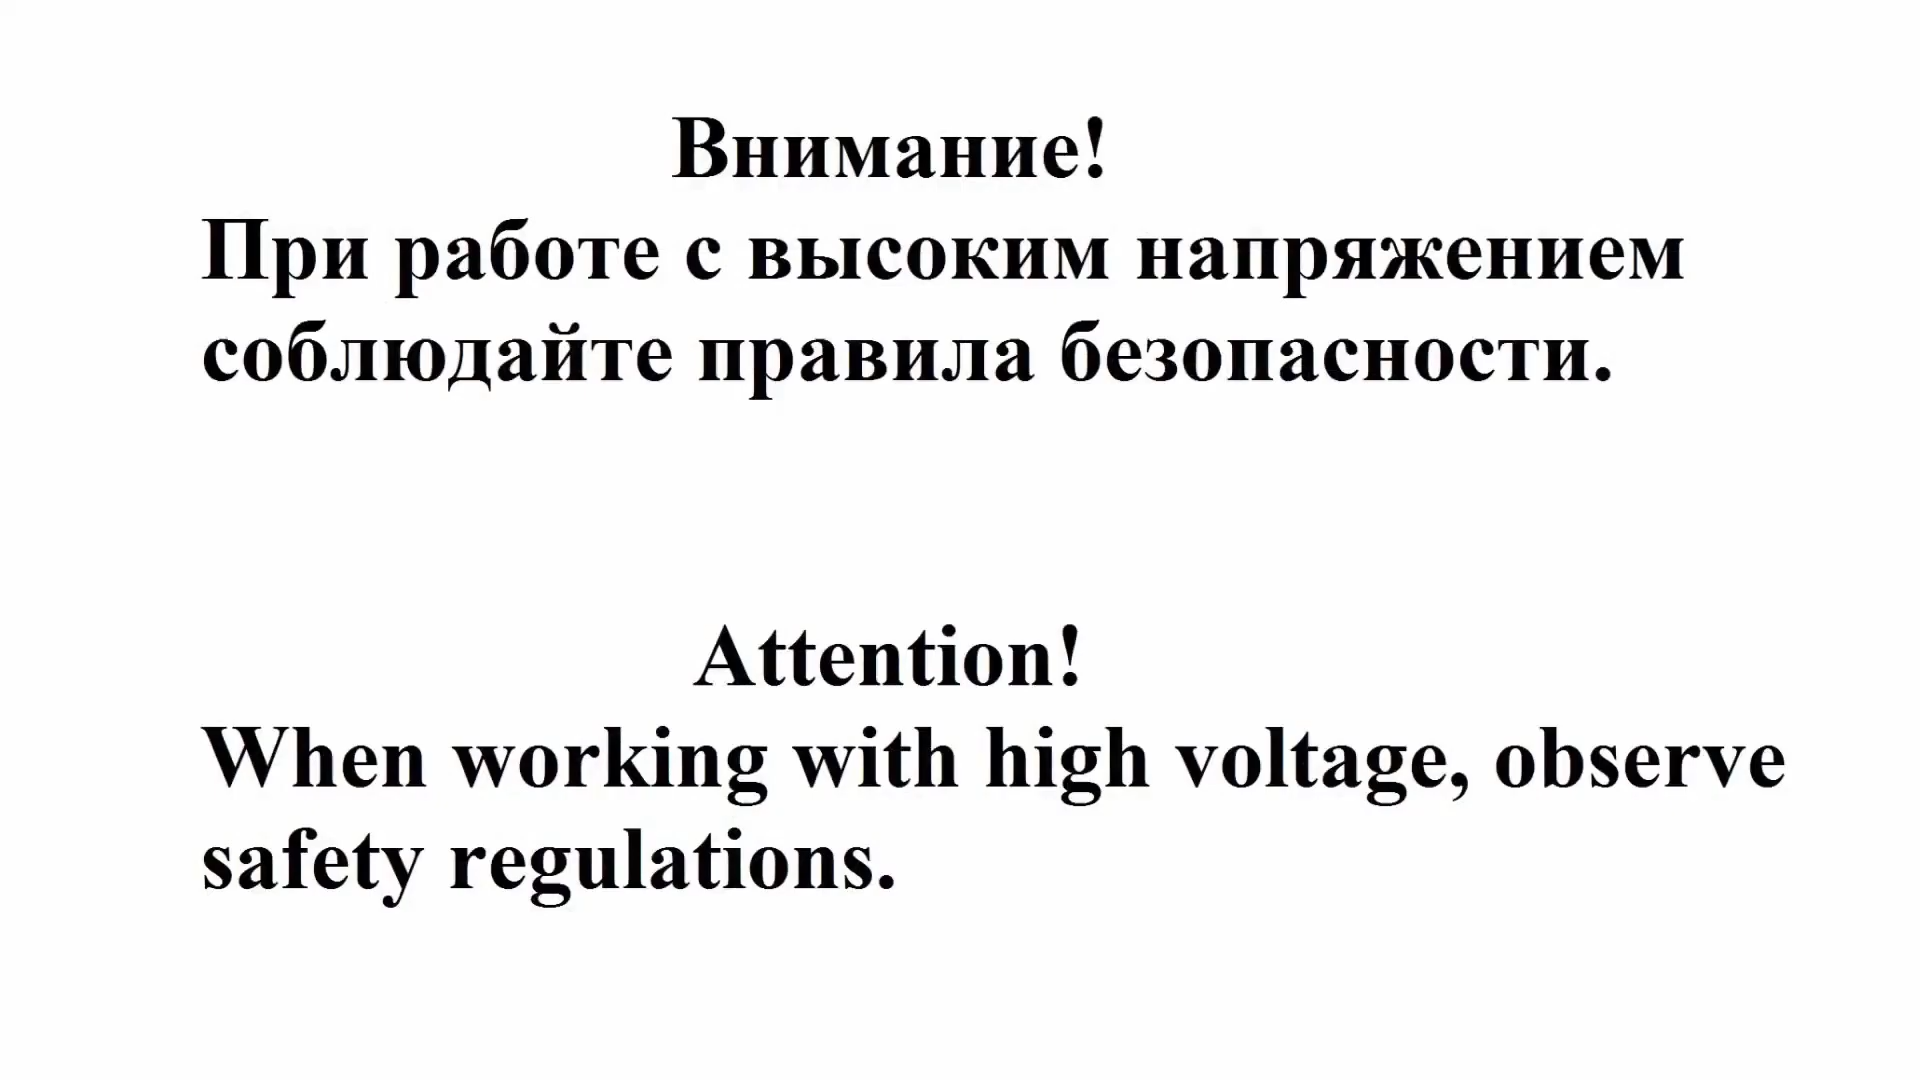 Внимание!
При работе с высоким напряжением
соблюдайте правила безопасности.
Attention!
When working with high voltage, observe
safety regulations.